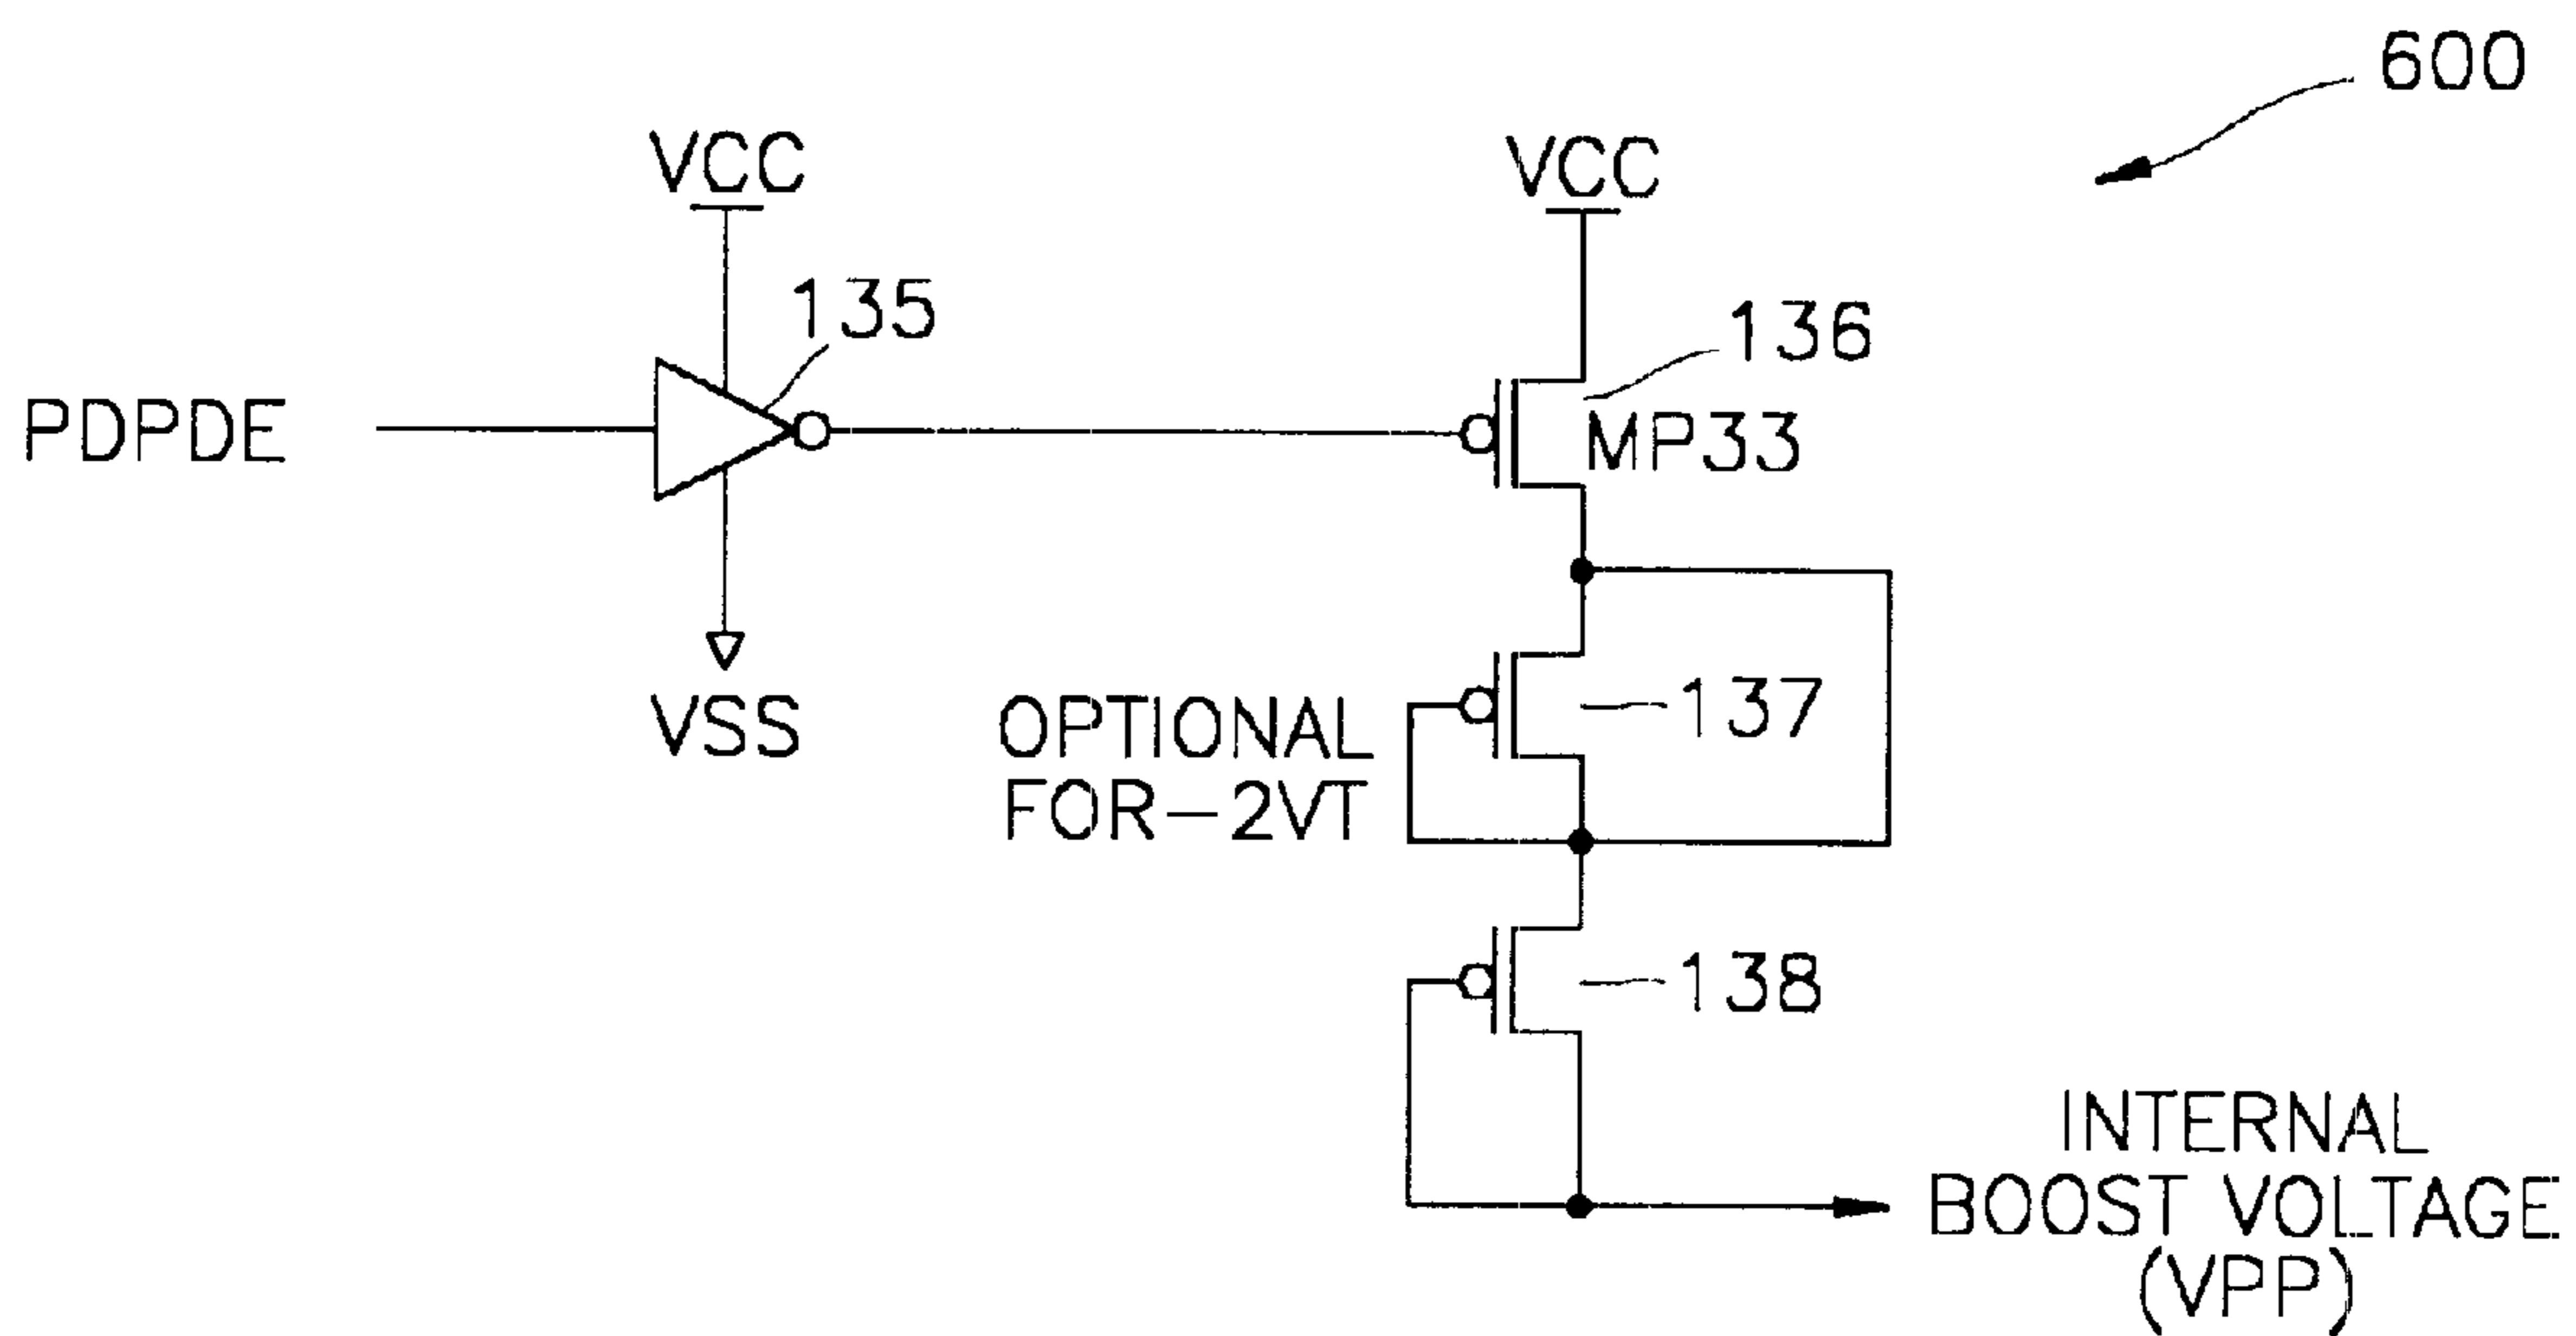 600
VCC
VCC
135
136
PDPDE
MP33
137
VSS
OPTIONAL
FOR-2VT
138
INTERNAL
BOOST VOLTAGE
(VPP)